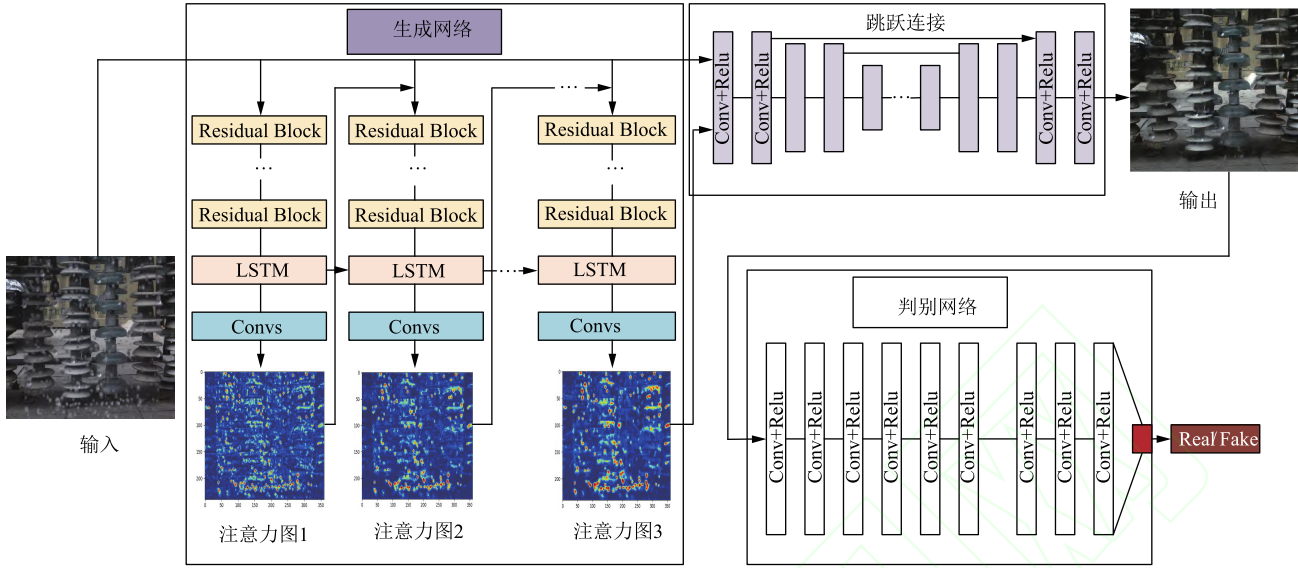 生成网络
跳跃连接
Residual Block
Residual Block
Residual Block
...
...
...
...
Residual Block
Residual Block
Residual Block
LSTM
LSTM
....
LSTM
Convs
Convs
Convs
注意力图1
注意力图2
注意力图3
输入
Conv+Relu
Conv+Relu
...
Conv+Relu
Conv+Relu
输出
判别网络
Conv+Relu
Conv+Relu
Conv+Relu
Conv+Relu
Conv+Relu
Conv+Relu
Conv+Relu
Conv+Relu
Conv+Relu
Real/Fake